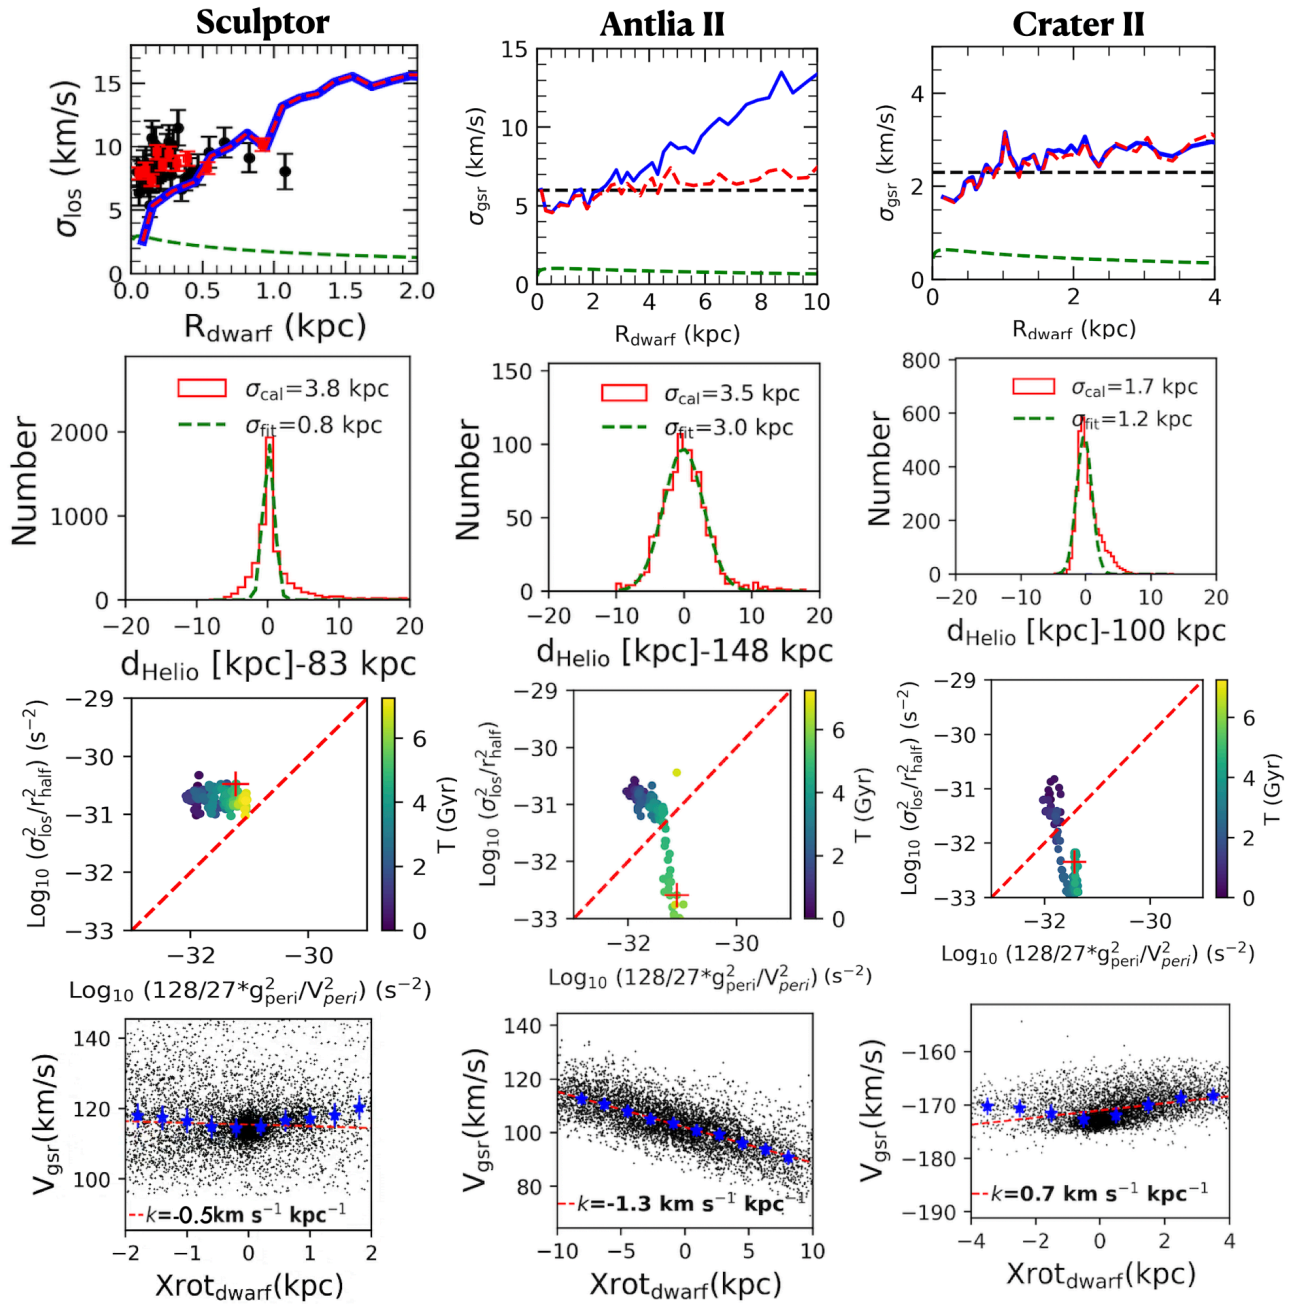 Sculptor
Antlia II
Crater II
σlos (km/s)
15
10
5
0
0.0 0.5 1.0 1.5 2.0
Rdwarf (kpc)
σgsr (km/s)
15
10
5
0
0 2 4 6 8 10
Rdwarf (kpc)
σgsr (km/s)
4
2
0
0 2 4
Rdwarf (kpc)
Number
2000
1000
0
σcal=3.8 kpc
σfit=0.8 kpc
−20 −10 0 10 20
dHelio [kpc]-83 kpc
Number
150
100
50
0
σcal=3.5 kpc
σfit=3.0 kpc
−20 −10 0 10 20
dHelio [kpc]-148 kpc
Number
800
600
400
200
0
σcal=1.7 kpc
σfit=1.2 kpc
−20 −10 0 10 20
dHelio [kpc]-100 kpc
Log10 (σ²los/r²half) (s−2)
−29
−30
−31
−32
−33
−32 −30
Log10 (128/27*g²peri/V²peri) (s−2)
6
4
2
0
T (Gyr)
Log10 (σ²los/r²half)
−29
−30
−31
−32
−33
−32 −30
Log10 (128/27*g²peri/V²peri) (s−2)
6
4
2
0
T (Gyr)
Log10 (σ²los/r²half) (s−2)
−29
−30
−31
−32
−33
−32 −30
Log10 (128/27*g²peri/V²peri) (s−2)
6
4
2
0
T (Gyr)
Vgsr(km/s)
140
120
100
k=-0.5km s−1 kpc−1
−2 −1 0 1 2
Xrotdwarf(kpc)
Vgsr(km/s)
140
120
100
80
k=-1.3 km s−1 kpc−1
−10 −5 0 5 10
Xrotdwarf(kpc)
Vgsr(km/s)
−160
−170
−180
−190
k=0.7 km s−1 kpc−1
−4 −2 0 2 4
Xrotdwarf(kpc)